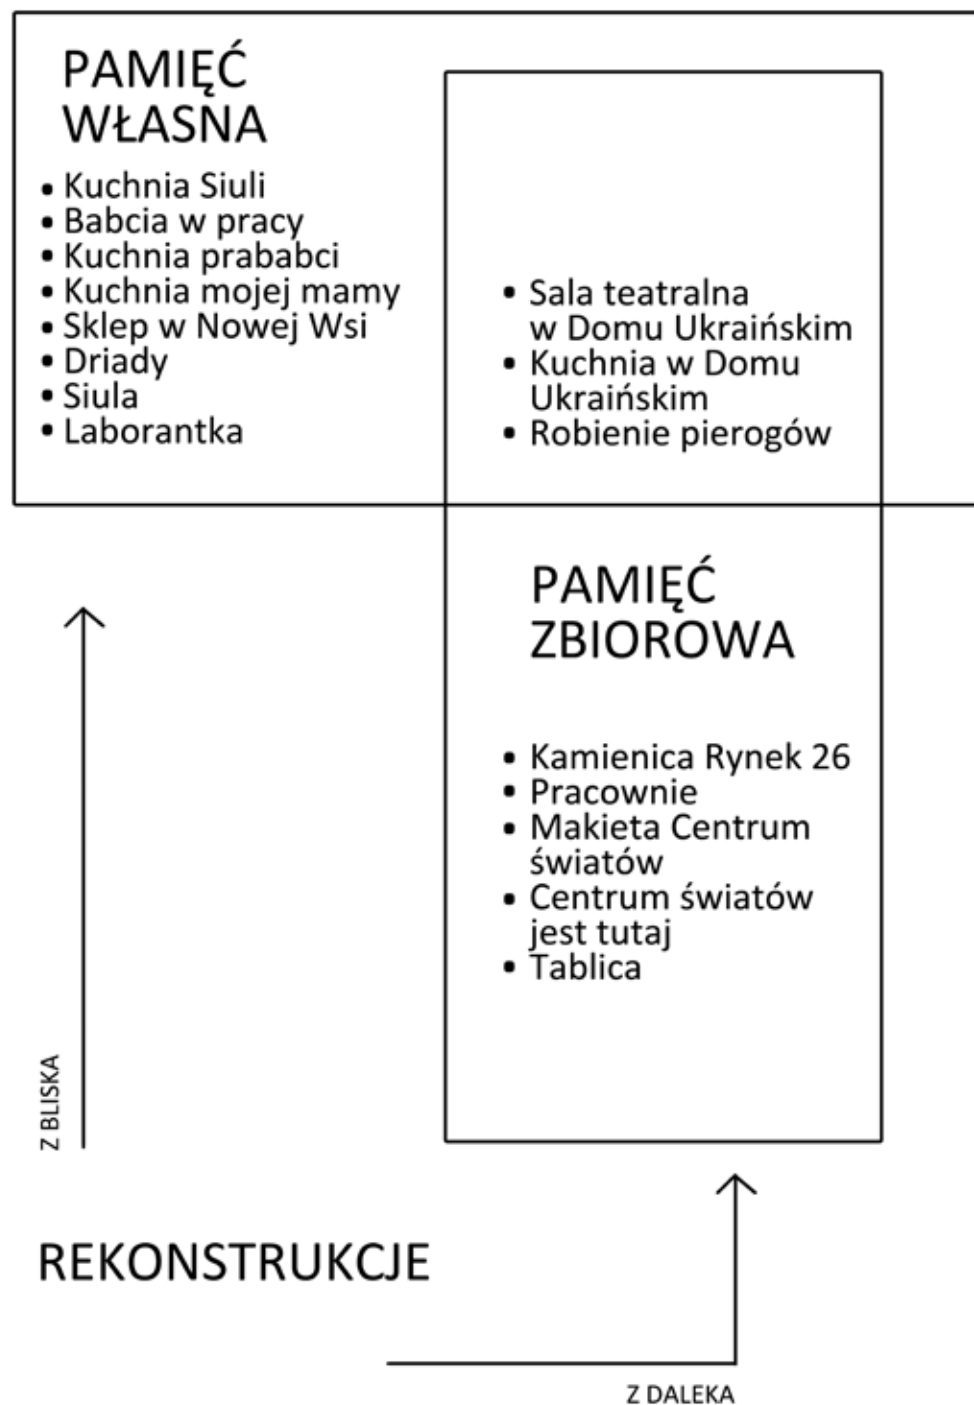 PAMIĘĆ
WŁASNA
• Kuchnia Siuli
• Babcia w pracy
• Kuchnia prababci
• Kuchnia mojej mamy
• Sklep w Nowej Wsi
• Driady
• Siula
• Laborantka
• Sala teatralna
w Domu Ukraińskim
• Kuchnia w Domu
Ukraińskim
• Robienie pierogów
PAMIĘĆ
ZBIOROWA
• Kamienica Rynek 26
• Pracownie
• Makieta Centrum
światów
• Centrum światów
jest tutaj
• Tablica
Z BLISKA
REKONSTRUKCJE
Z DALEKA